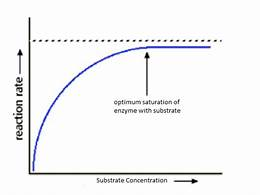 reaction rate
optimum saturation of
enzyme with substrate
Substrate Concentration